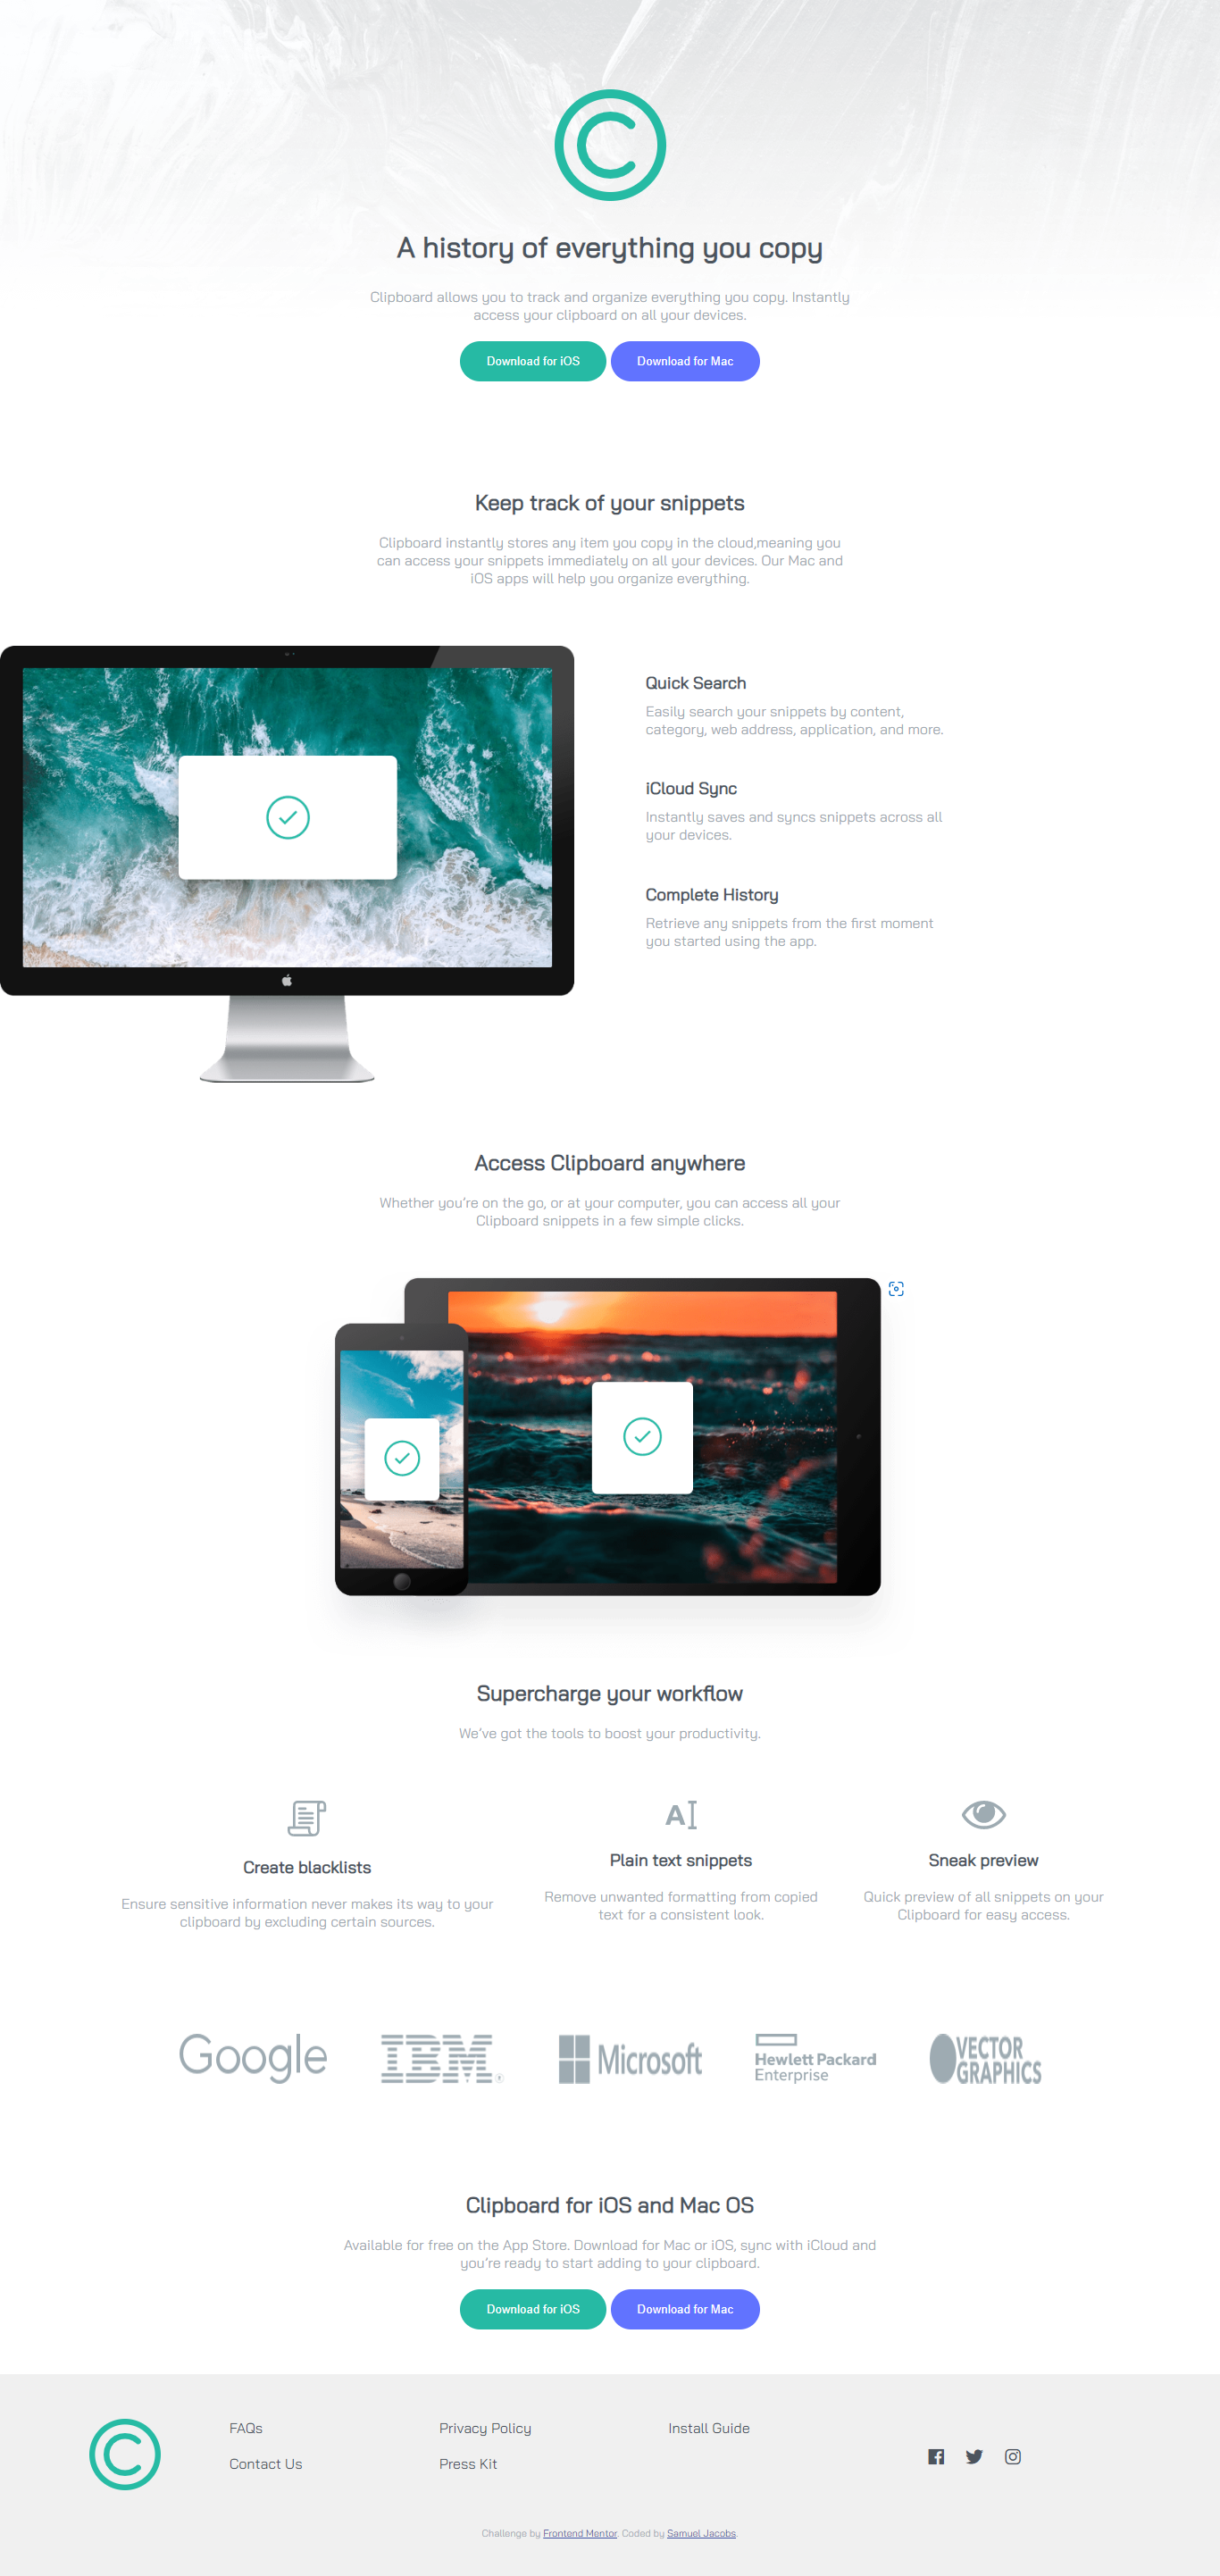 A history of everything you copy
Clipboard allows you to track and organize everything you copy. Instantly
access your clipboard on all your devices.
Download for iOS
Download for Mac
Keep track of your snippets
Clipboard instantly stores any item you copy in the cloud,meaning you
can access your snippets immediately on all your devices. Our Mac and
iOS apps will help you organize everything.
Quick Search
Easily search your snippets by content,
category, web address, application, and more.
iCloud Sync
Instantly saves and syncs snippets across all
your devices.
Complete History
Retrieve any snippets from the first moment
you started using the app.
Access Clipboard anywhere
Whether you’re on the go, or at your computer, you can access all your
Clipboard snippets in a few simple clicks.
Supercharge your workflow
We’ve got the tools to boost your productivity.
Create blacklists
Ensure sensitive information never makes its way to your
clipboard by excluding certain sources.
A
Plain text snippets
Remove unwanted formatting from copied
text for a consistent look.
Sneak preview
Quick preview of all snippets on your
Clipboard for easy access.
Google
IBM
Microsoft
Hewlett Packard
Enterprise
VECTOR
GRAPHICS
Clipboard for iOS and Mac OS
Available for free on the App Store. Download for Mac or iOS, sync with iCloud and
you’re ready to start adding to your clipboard.
Download for iOS
Download for Mac
FAQs
Contact Us
Privacy Policy
Press Kit
Install Guide
Challenge by Frontend Mentor. Coded by Samuel Jacobs.